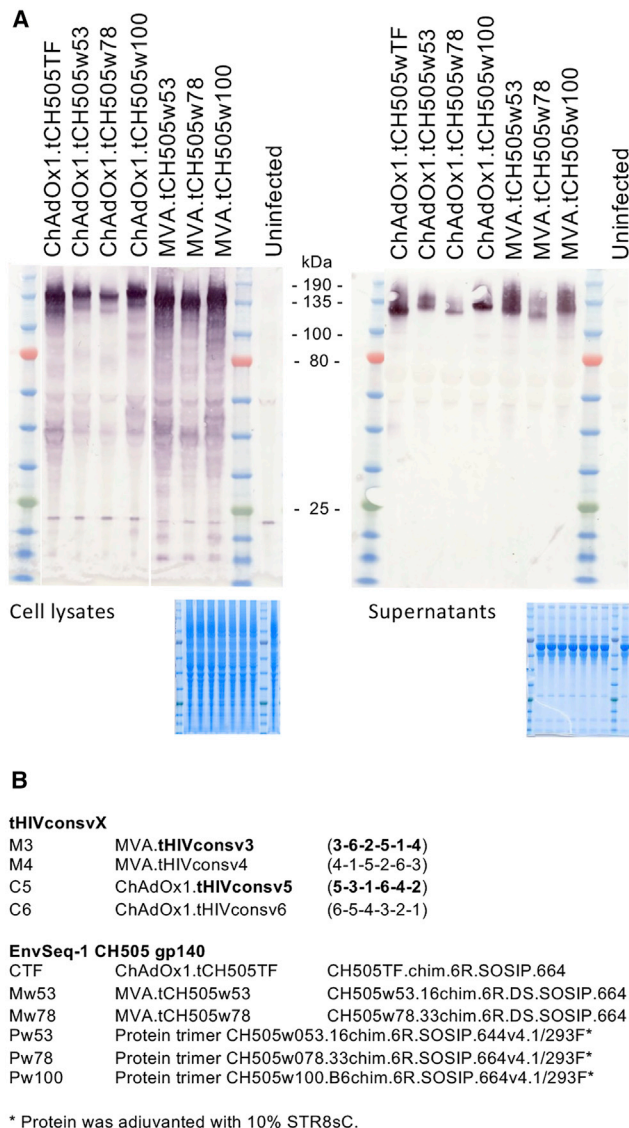 A
ChAdOx1.tCH505TF
ChAdOx1.tCH505w53
ChAdOx1.tCH505w78
ChAdOx1.tCH505w100
MVA.tCH505w53
MVA.tCH505w78
MVA.tCH505w100
Uninfected
ChAdOx1.tCH505wTF
ChAdOx1.tCH505w53
ChAdOx1.tCH505w78
ChAdOx1.tCH505w100
MVA.tCH505w53
MVA.tCH505w78
MVA.tCH505w100
Uninfected
kDa
- 190 -
- 135 -
- 100 -
- 80 -
- 25 -
Cell lysates
Supernatants
B
tHIVconsvX
M3 MVA.tHIVconsv3 (3-6-2-5-1-4)
M4 MVA.tHIVconsv4 (4-1-5-2-6-3)
C5 ChAdOx1.tHIVconsv5 (5-3-1-6-4-2)
C6 ChAdOx1.tHIVconsv6 (6-5-4-3-2-1)
EnvSeq-1 CH505 gp140
CTF ChAdOx1.tCH505TF CH505TF.chim.6R.SOSIP.664
Mw53 MVA.tCH505w53 CH505w53.16chim.6R.DS.SOSIP.664
Mw78 MVA.tCH505w78 CH505w78.33chim.6R.DS.SOSIP.664
Pw53 Protein trimer CH505w053.16chim.6R.SOSIP.644v4.1/293F*
Pw78 Protein trimer CH505w078.33chim.6R.SOSIP.664v4.1/293F*
Pw100 Protein trimer CH505w100.B6chim.6R.SOSIP.664v4.1/293F*
* Protein was adjuvanted with 10% STR8sC.